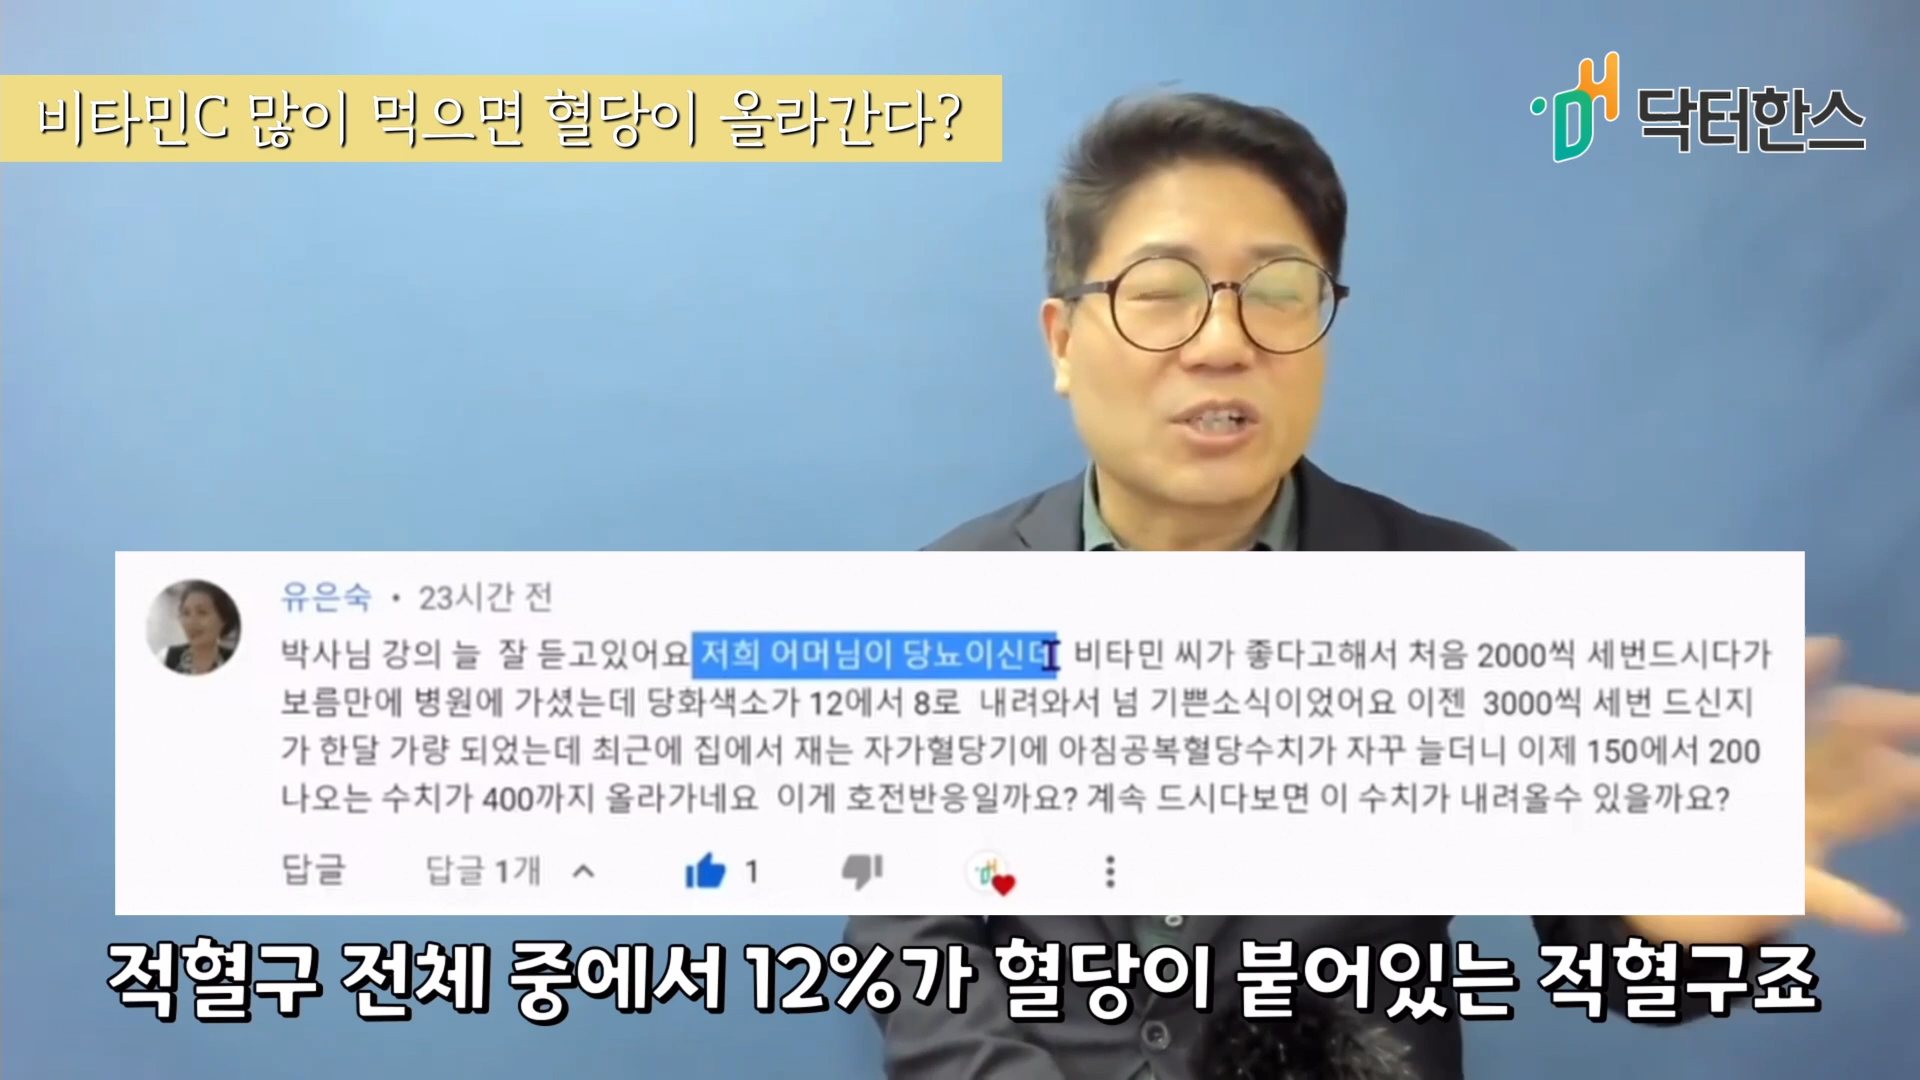 비타민C 많이 먹으면 혈당이 올라간다?
닥터한스
유은숙 • 23시간 전
박사님 강의 늘 잘 듣고있어요 저희 어머님이 당뇨이신데 비타민 씨가 좋다고해서 처음 2000씩 세번드시다가
보름만에 병원에 가셨는데 당화색소가 12에서 8로 내려와서 넘 기쁜소식이었어요 이젠 3000씩 세번 드신지
가 한달 가량 되었는데 최근에 집에서 재는 자가혈당기에 아침공복혈당수치가 자꾸 늘더니 이제 150에서 200
나오는 수치가 400까지 올라가네요 이게 호전반응일까요? 계속 드시다보면 이 수치가 내려올수 있을까요?
답글 답글 1개 1
적혈구 전체 중에서 12%가 혈당이 붙어있는 적혈구죠